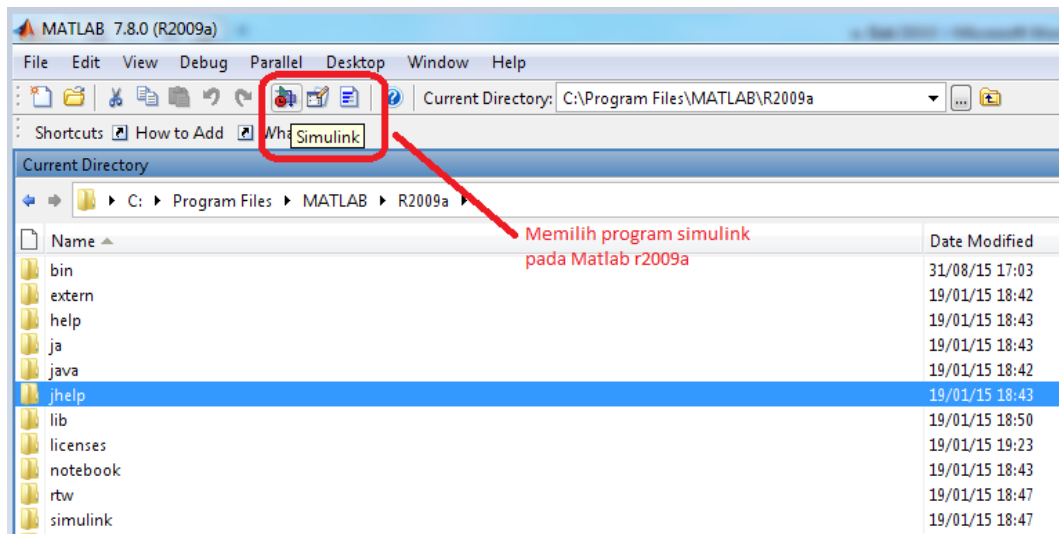 MATLAB 7.8.0 (R2009a)
File Edit View Debug Parallel Desktop Window Help
Current Directory: C:\Program Files\MATLAB\R2009a
Shortcuts How to Add Wha
Simulink
Current Directory
C: Program Files MATLAB R2009a
Name Date Modified
Memilih program simulink
pada Matlab r2009a
bin 31/08/15 17:03
extern 19/01/15 18:42
help 19/01/15 18:43
ja 19/01/15 18:43
java 19/01/15 18:42
jhelp 19/01/15 18:43
lib 19/01/15 18:50
licenses 19/01/15 19:23
notebook 19/01/15 18:43
rtw 19/01/15 18:47
simulink 19/01/15 18:47